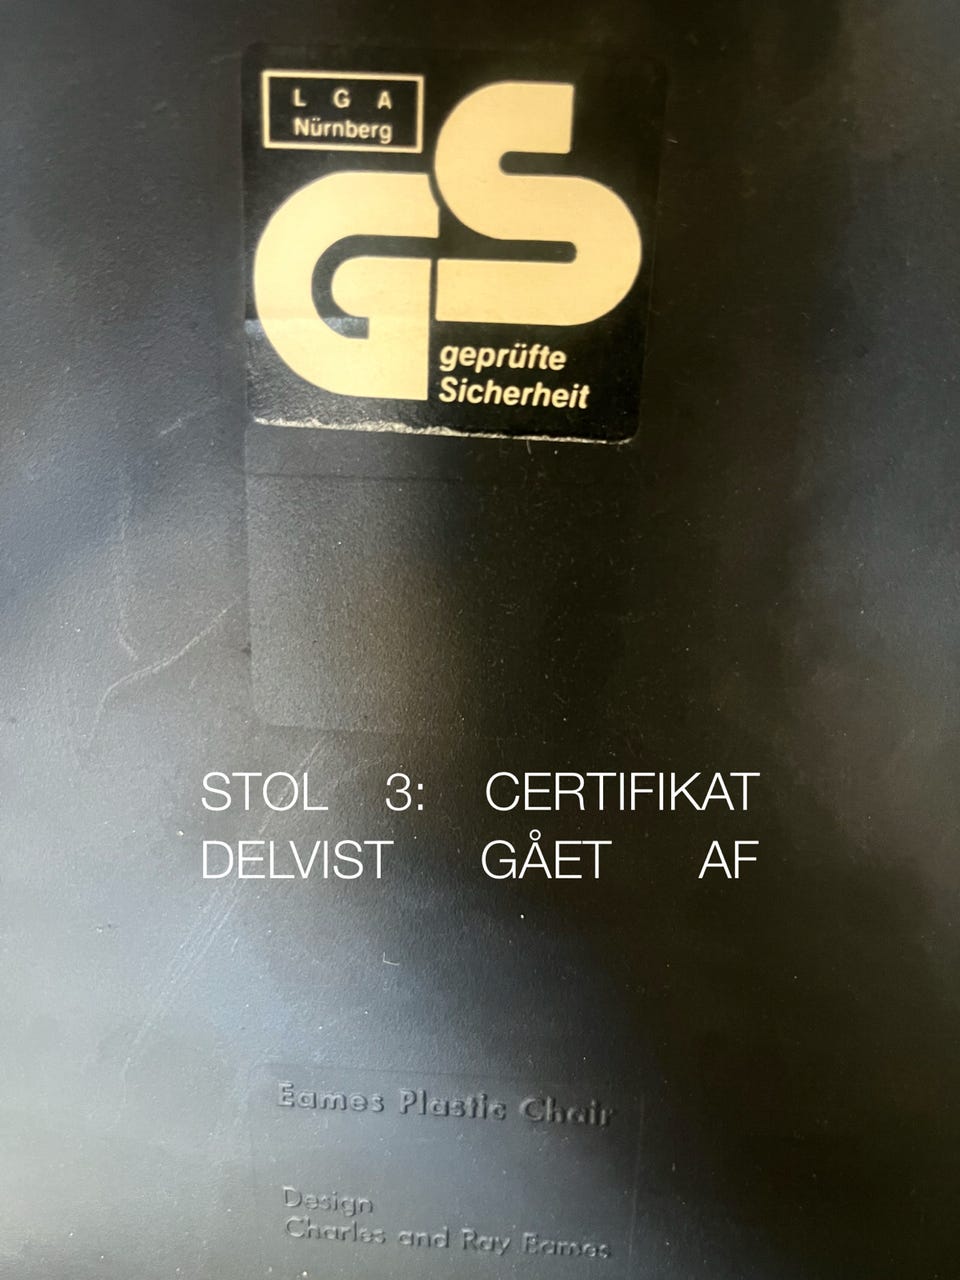 L G A
Nürnberg
GS
geprüfte
Sicherheit
STOL 3: CERTIFIKAT
DELVIST GÅET AF
Eames Plastic Chair
Design
Charles and Ray Eames